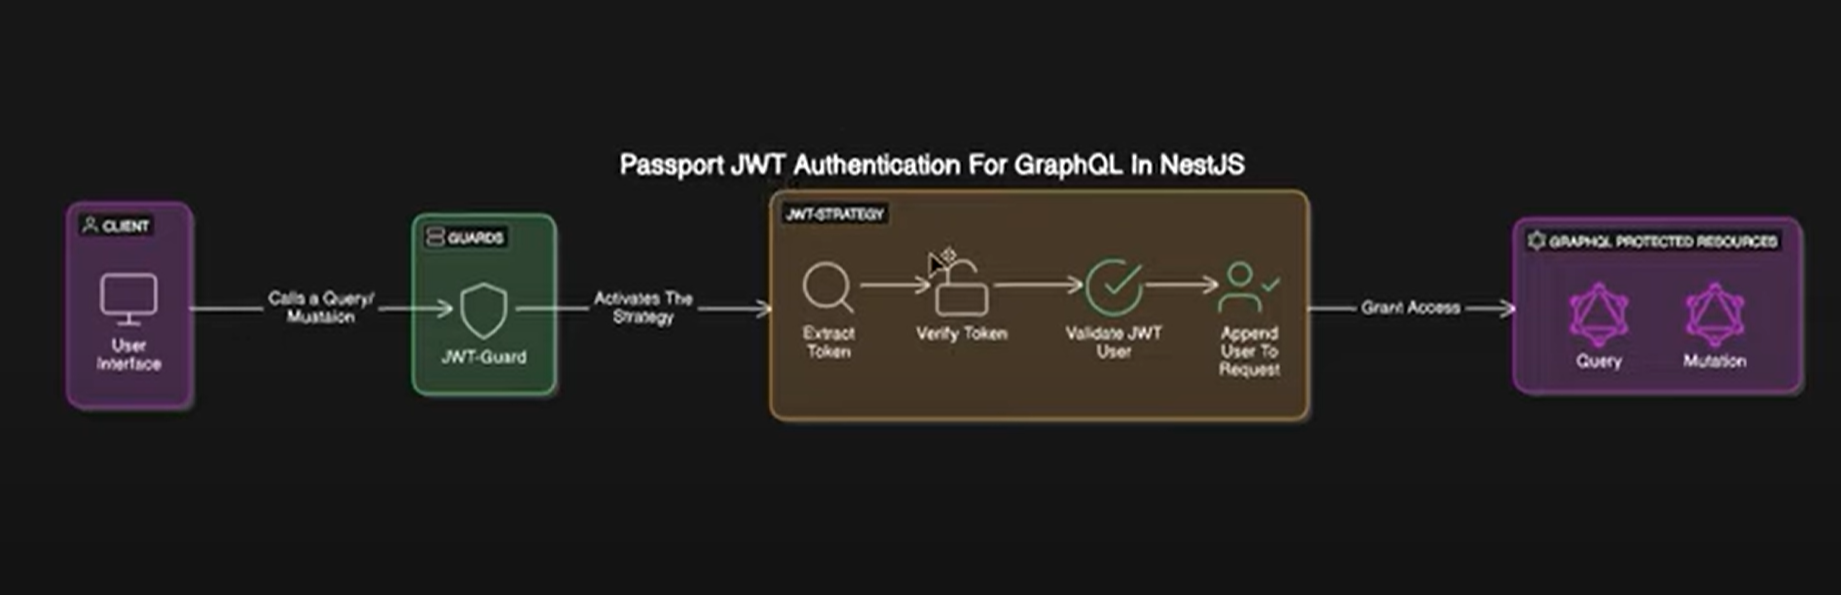 Passport JWT Authentication For GraphQL In NestJS
CLIENT
User
Interface
Calls a Query/
Mustaion
GUARDS
JWT-Guard
Activates The
Strategy
JWT-STRATEGY
Extract
Token
Verify Token
Validate JWT
User
Append
User To
Request
Grant Access
GRAPHQL PROTECTED RESOURCES
Query
Mutation